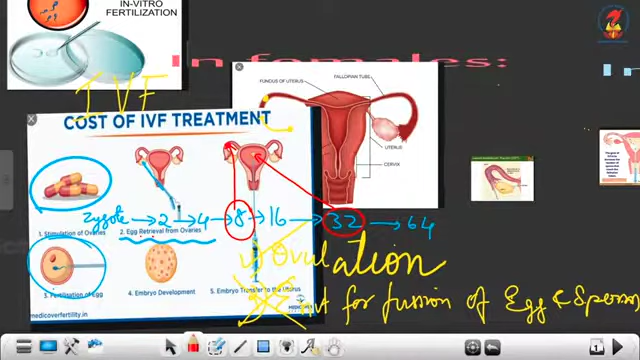 IN-VITRO
FERTILIZATION
in females:
IVF
COST OF IVF TREATMENT
FUNDUS OF UTERUS
FALLOPIAN TUBE
UTERUS
CERVIX
zygote → 2 → 4 → 8 → 16 → 32 → 64
1. Stimulation of Ovaries
2. Egg Retrieval from Ovaries
Ovulation
for fusion of Egg & Sperm
3. Fertilisation of Egg
4. Embryo Development
5. Embryo Transfer to the Uterus
medicoverfertility.in
1